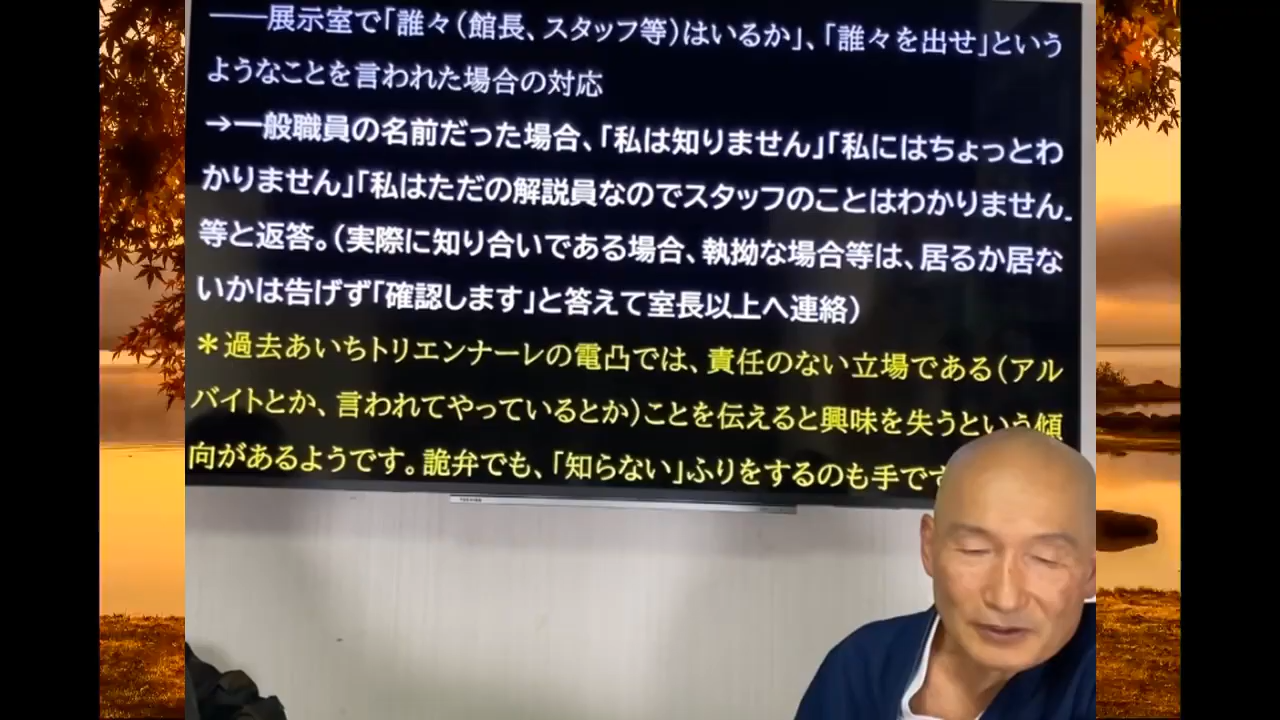 ──展示室で「誰々(館長、スタッフ等)はいるか」、「誰々を出せ」という
ようなことを言われた場合の対応
→一般職員の名前だった場合、「私は知りません」「私にはちょっとわ
かりません」「私はただの解説員なのでスタッフのことはわかりません」
等と返答。(実際に知り合いである場合、執拗な場合等は、居るか居な
いかは告げず「確認します」と答えて室長以上へ連絡)
＊過去あいちトリエンナーレの電凸では、責任のない立場である(アル
バイトとか、言われてやっているとか)ことを伝えると興味を失うという傾
向があるようです。詭弁でも、「知らない」ふりをするのも手です